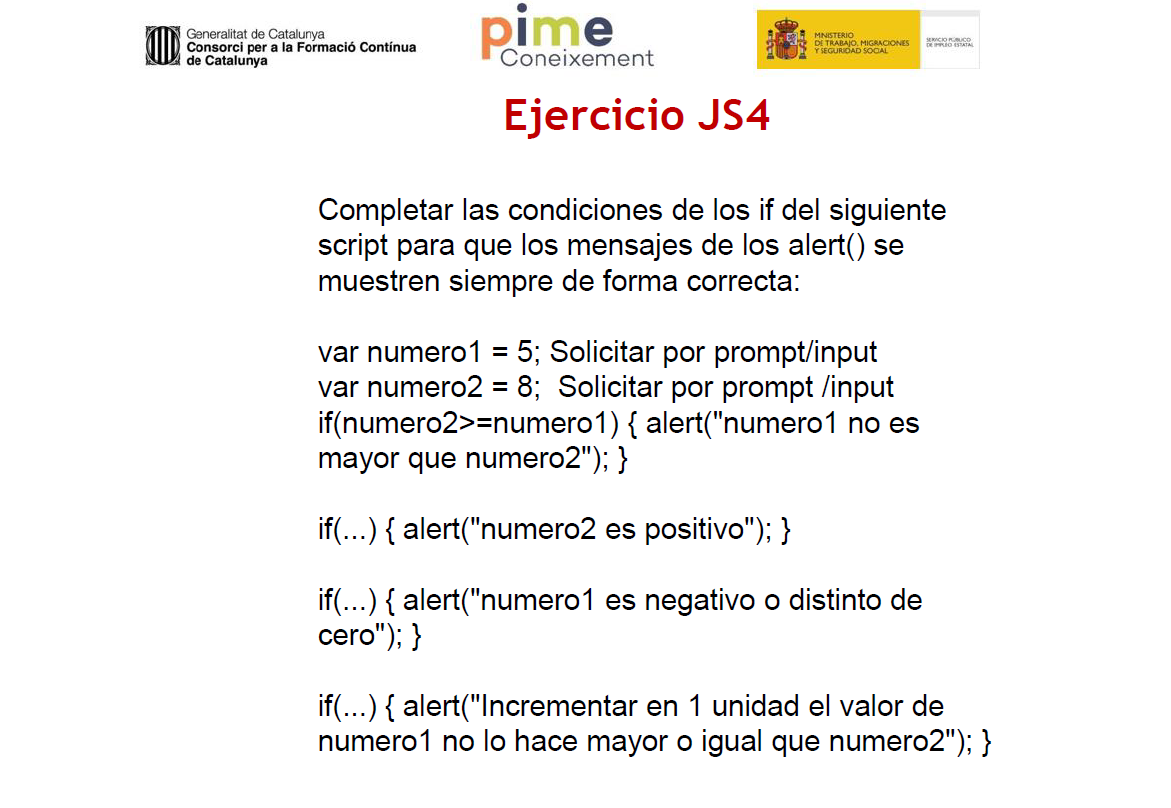 Generalitat de Catalunya
Consorci per a la Formació Contínua
de Catalunya
pime
Coneixement
MINISTERIO
DE TRABAJO, MIGRACIONES
Y SEGURIDAD SOCIAL
SERVICIO PÚBLICO
DE EMPLEO ESTATAL
Ejercicio JS4
Completar las condiciones de los if del siguiente
script para que los mensajes de los alert() se
muestren siempre de forma correcta:
var numero1 = 5; Solicitar por prompt/input
var numero2 = 8;  Solicitar por prompt /input
if(numero2>=numero1) { alert("numero1 no es
mayor que numero2"); }
if(...) { alert("numero2 es positivo"); }
if(...) { alert("numero1 es negativo o distinto de
cero"); }
if(...) { alert("Incrementar en 1 unidad el valor de
numero1 no lo hace mayor o igual que numero2"); }